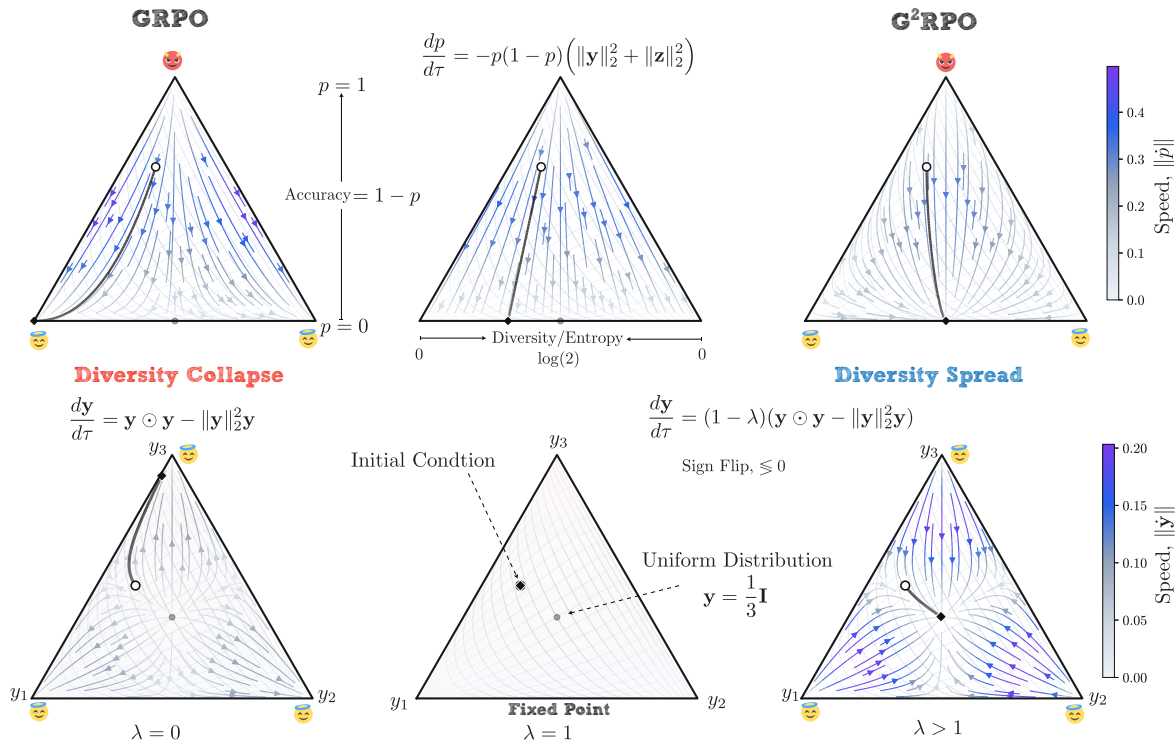 GRPO
G²RPO
dp/dτ = −p(1 − p)(‖y‖₂² + ‖z‖₂²)
p = 1
Accuracy = 1 − p
p = 0
0
Diversity/Entropy
0
log(2)
0.4
0.3
0.2
0.1
0.0
Speed, ‖ṗ‖
Diversity Collapse
Diversity Spread
dy/dτ = y ⊙ y − ‖y‖₂²y
dy/dτ = (1 − λ)(y ⊙ y − ‖y‖₂²y)
Sign Flip, ≶ 0
y₃
y₁
y₂
λ = 0
Initial Condtion
Uniform Distribution
y = 1/3 I
y₃
y₁
y₂
Fixed Point
λ = 1
y₃
y₁
y₂
λ > 1
0.20
0.15
0.10
0.05
0.00
Speed, ‖ẏ‖